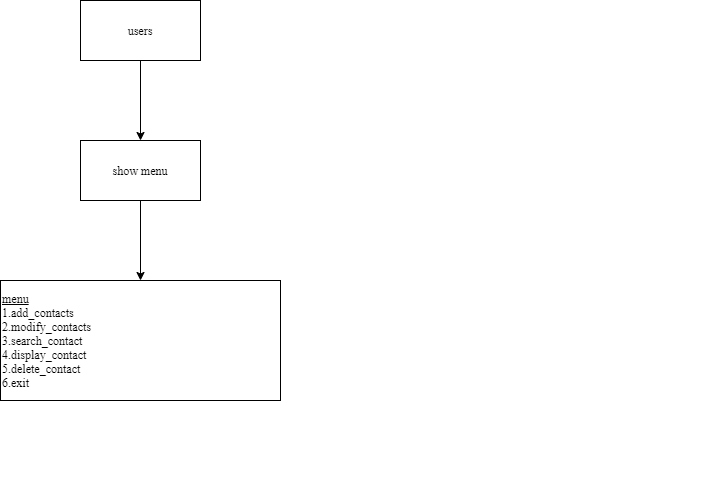 users
show menu
menu
1.add_contacts
2.modify_contacts
3.search_contact
4.display_contact
5.delete_contact
6.exit